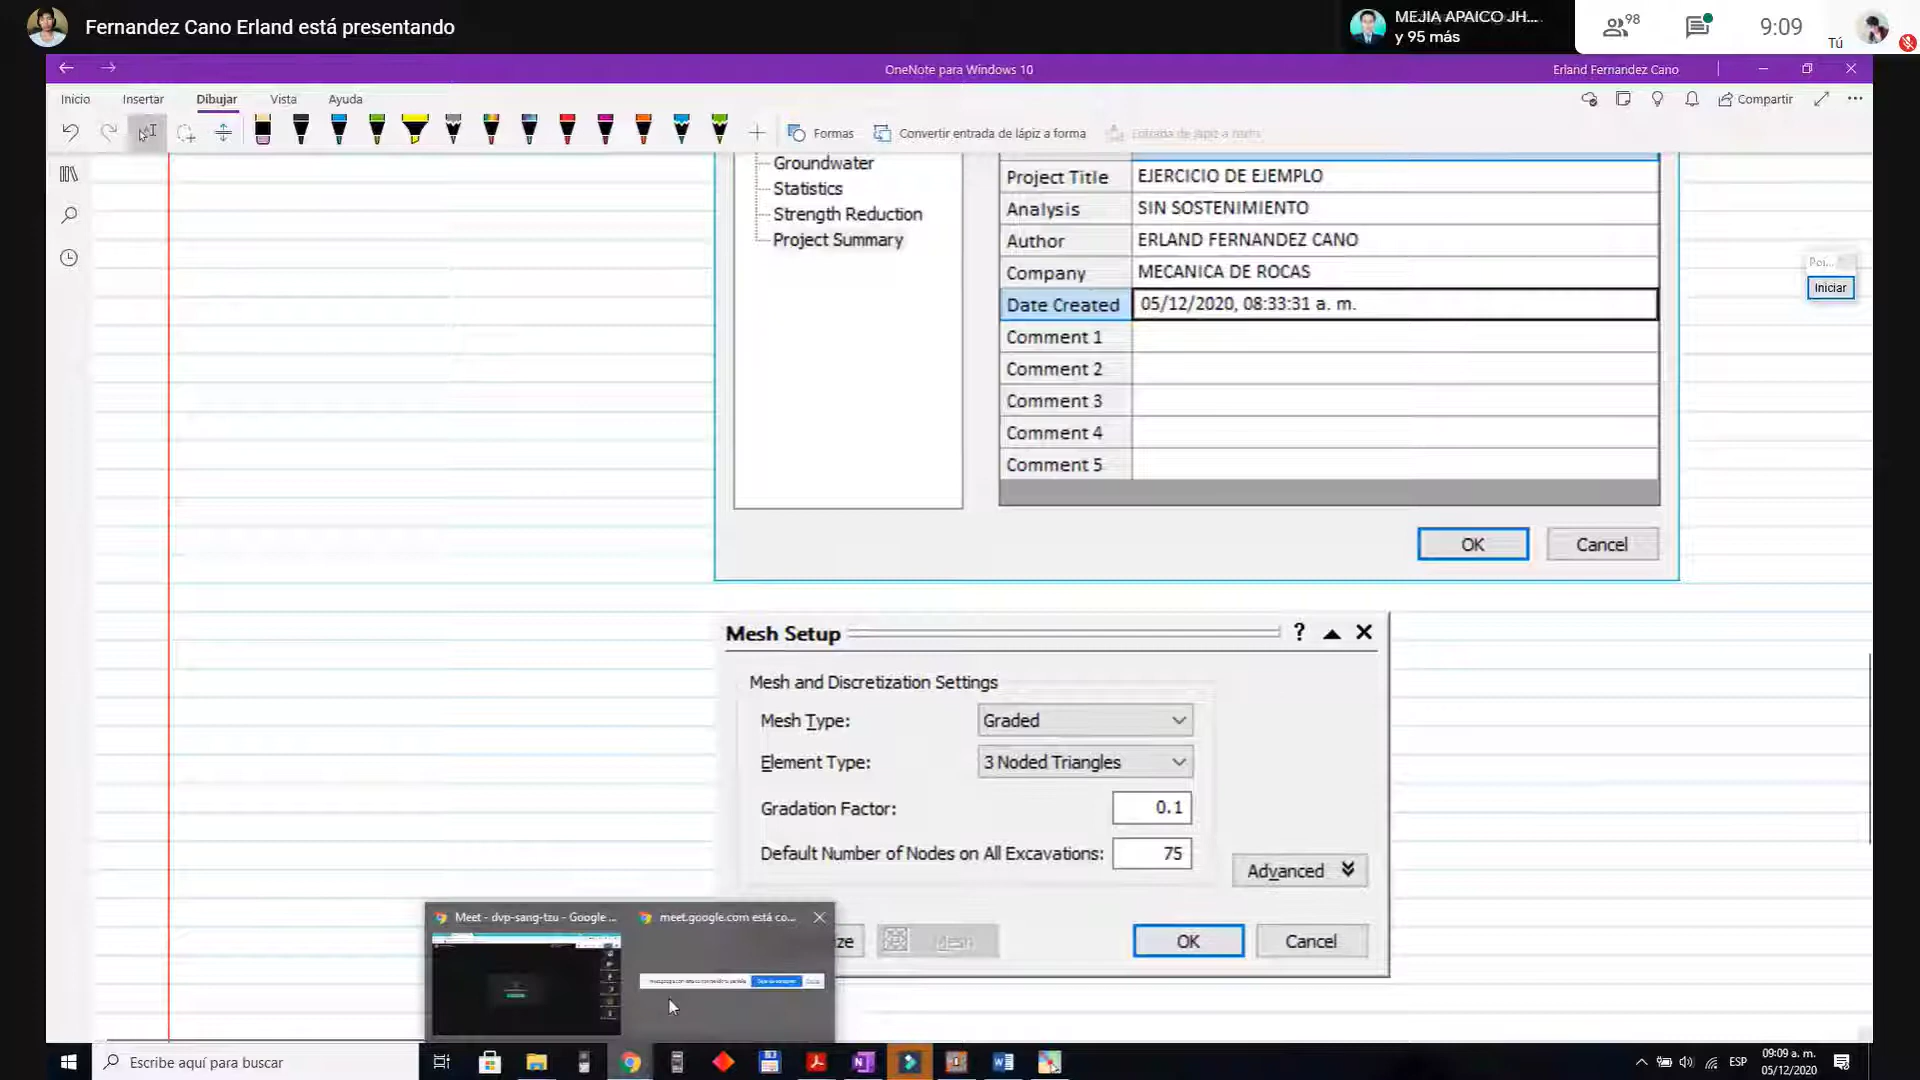 Fernandez Cano Erland está presentando
MEJIA APAICO JH...
y 95 más
98
9:09
Tú
OneNote para Windows 10
Erland Fernandez Cano
Inicio
Insertar
Dibujar
Vista
Ayuda
Compartir
Formas
Convertir entrada de lápiz a forma
Groundwater
Statistics
Strength Reduction
Project Summary
Project Title EJERCICIO DE EJEMPLO
Analysis SIN SOSTENIMIENTO
Author ERLAND FERNANDEZ CANO
Company MECANICA DE ROCAS
Date Created 05/12/2020, 08:33:31 a. m.
Comment 1
Comment 2
Comment 3
Comment 4
Comment 5
OK
Cancel
Iniciar
Mesh Setup
Mesh and Discretization Settings
Mesh Type: Graded
Element Type: 3 Noded Triangles
Gradation Factor: 0.1
Default Number of Nodes on All Excavations: 75
Advanced
OK
Cancel
Meet - dvp-sang-tzu - Google ...
meet.google.com está co...
Escribe aquí para buscar
ESP
09:09 a. m.
05/12/2020